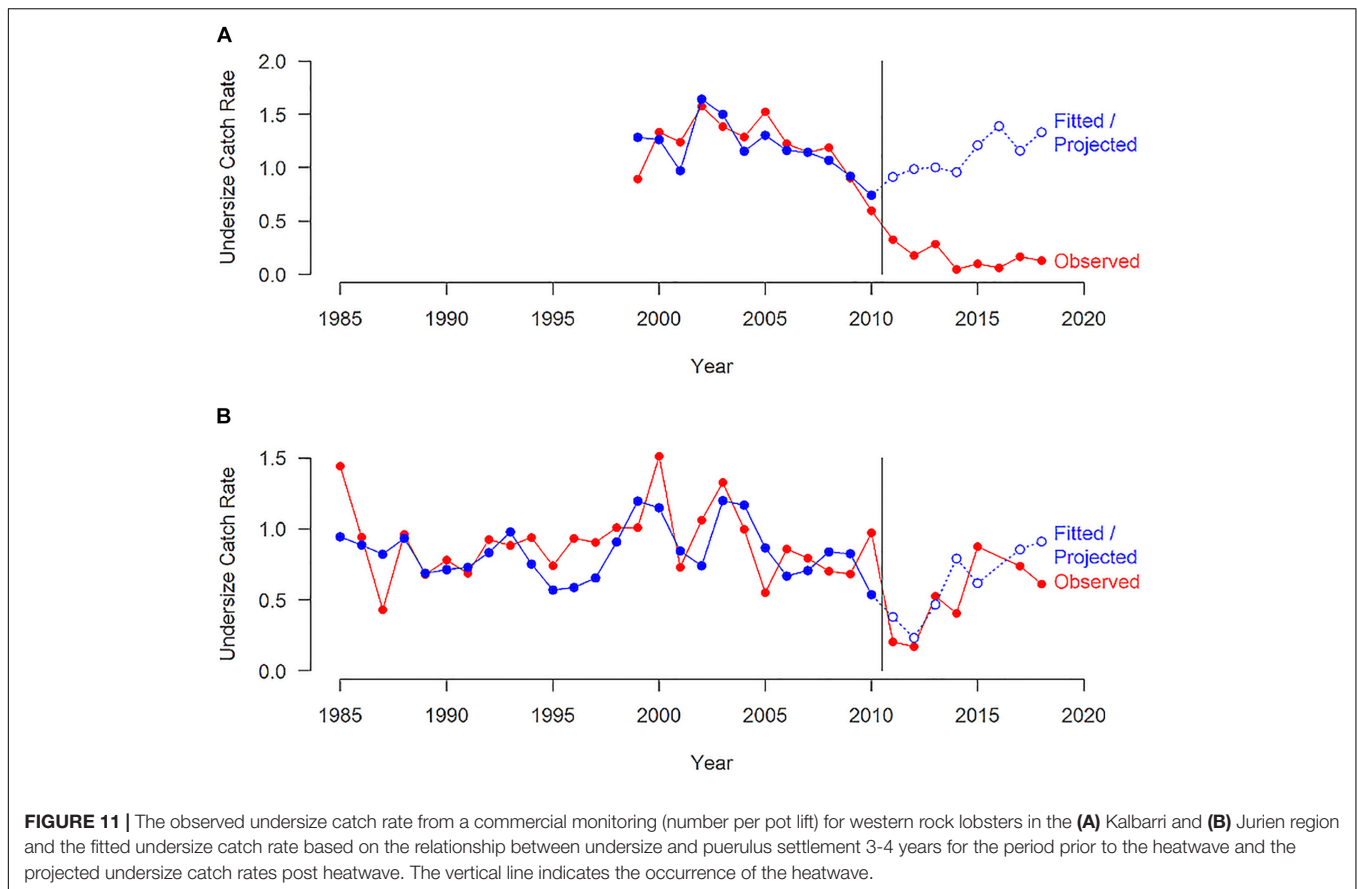 A
Undersize Catch Rate
2.0
1.5
1.0
0.5
0.0
Fitted /
Projected
Observed
1985 1990 1995 2000 2005 2010 2015 2020
Year
B
Undersize Catch Rate
1.5
1.0
0.5
0.0
Fitted /
Projected
Observed
1985 1990 1995 2000 2005 2010 2015 2020
Year
FIGURE 11 | The observed undersize catch rate from a commercial monitoring (number per pot lift) for western rock lobsters in the (A) Kalbarri and (B) Jurien region
and the fitted undersize catch rate based on the relationship between undersize and puerulus settlement 3-4 years for the period prior to the heatwave and the
projected undersize catch rates post heatwave. The vertical line indicates the occurrence of the heatwave.